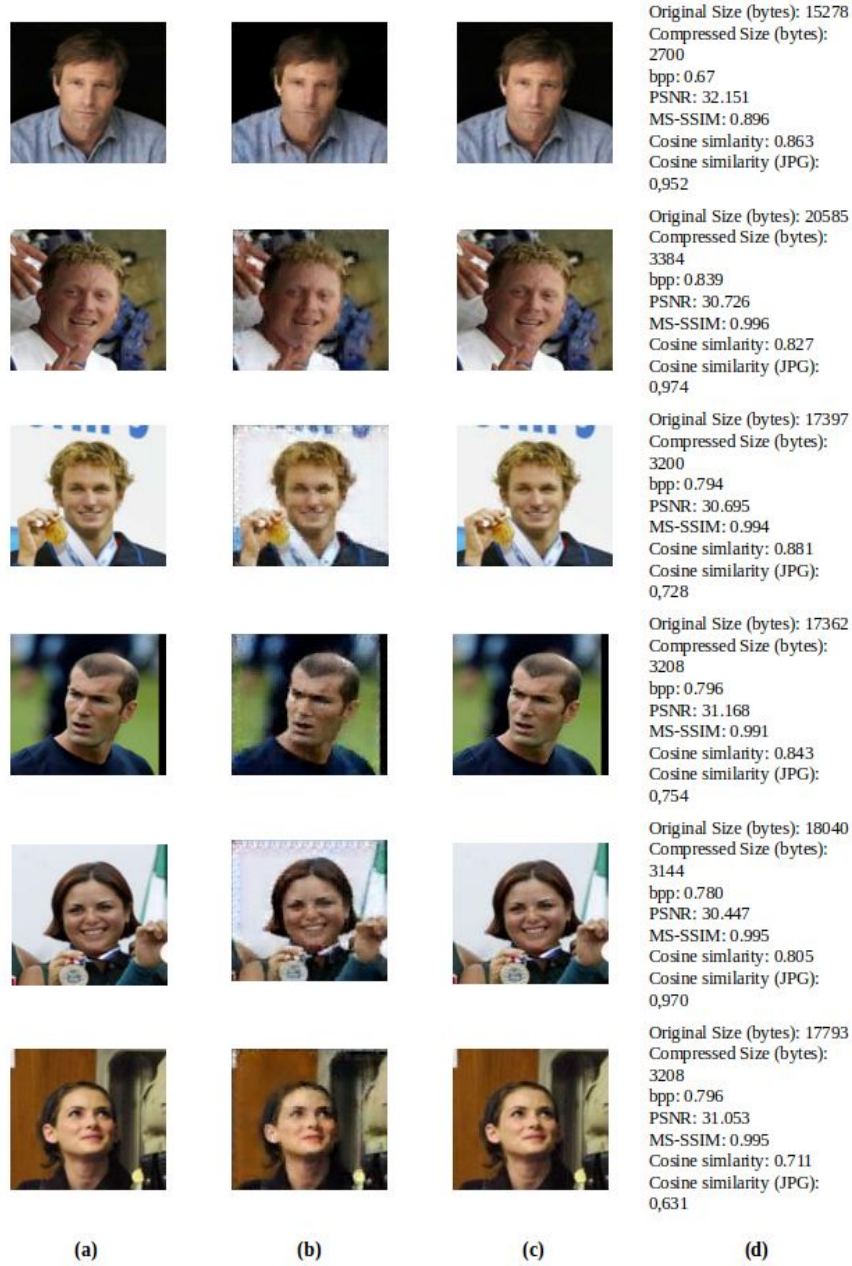 Original Size (bytes): 15278
Compressed Size (bytes):
2700
bpp: 0.67
PSNR: 32.151
MS-SSIM: 0.896
Cosine simlarity: 0.863
Cosine similarity (JPG):
0,952
Original Size (bytes): 20585
Compressed Size (bytes):
3384
bpp: 0.839
PSNR: 30.726
MS-SSIM: 0.996
Cosine simlarity: 0.827
Cosine similarity (JPG):
0,974
Original Size (bytes): 17397
Compressed Size (bytes):
3200
bpp: 0.794
PSNR: 30.695
MS-SSIM: 0.994
Cosine simlarity: 0.881
Cosine similarity (JPG):
0,728
Original Size (bytes): 17362
Compressed Size (bytes):
3208
bpp: 0.796
PSNR: 31.168
MS-SSIM: 0.991
Cosine simlarity: 0.843
Cosine similarity (JPG):
0,754
Original Size (bytes): 18040
Compressed Size (bytes):
3144
bpp: 0.780
PSNR: 30.447
MS-SSIM: 0.995
Cosine simlarity: 0.805
Cosine similarity (JPG):
0,970
Original Size (bytes): 17793
Compressed Size (bytes):
3208
bpp: 0.796
PSNR: 31.053
MS-SSIM: 0.995
Cosine simlarity: 0.711
Cosine similarity (JPG):
0,631
(a) (b) (c) (d)